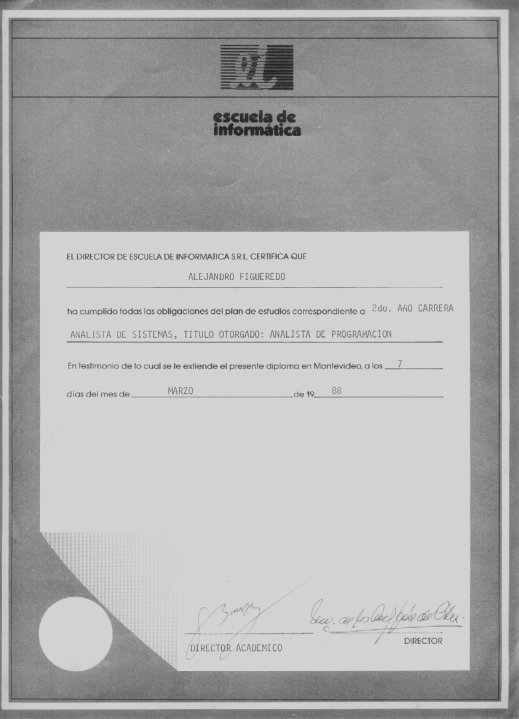 ei
escuela de
informática
EL DIRECTOR DE ESCUELA DE INFORMATICA S.R.L. CERTIFICA QUE
ALEJANDRO FIGUEREDO
ha cumplido todas las obligaciones del plan de estudios correspondiente a 2do. AÑO CARRERA
ANALISTA DE SISTEMAS, TITULO OTORGADO: ANALISTA DE PROGRAMACION
En testimonio de lo cual se le extiende el presente diploma en Montevideo, a los 7
días del mes de MARZO de 19 88
DIRECTOR ACADEMICO
DIRECTOR